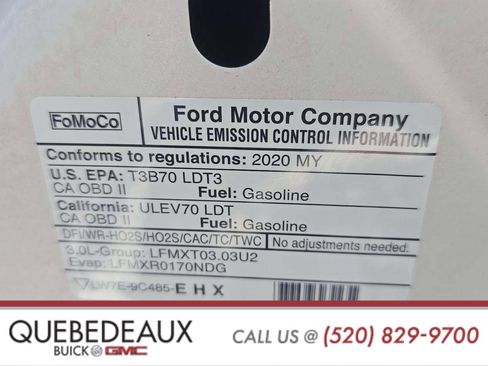 FoMoCo
Ford Motor Company
VEHICLE EMISSION CONTROL INFORMATION
Conforms to regulations: 2020 MY
U.S. EPA: T3B70 LDT3
CA OBD II Fuel: Gasoline
California: ULEV70 LDT
CA OBD II Fuel: Gasoline
DFI/WR-HO2S/HO2S/CAC/TC/TWC No adjustments needed.
3.0L-Group: LFMXT03.03U2
Evap: LFMXR0170NDG
LW7E-9C485-E H X
QUEBEDEAUX
BUICK GMC
CALL US @ (520) 829-9700